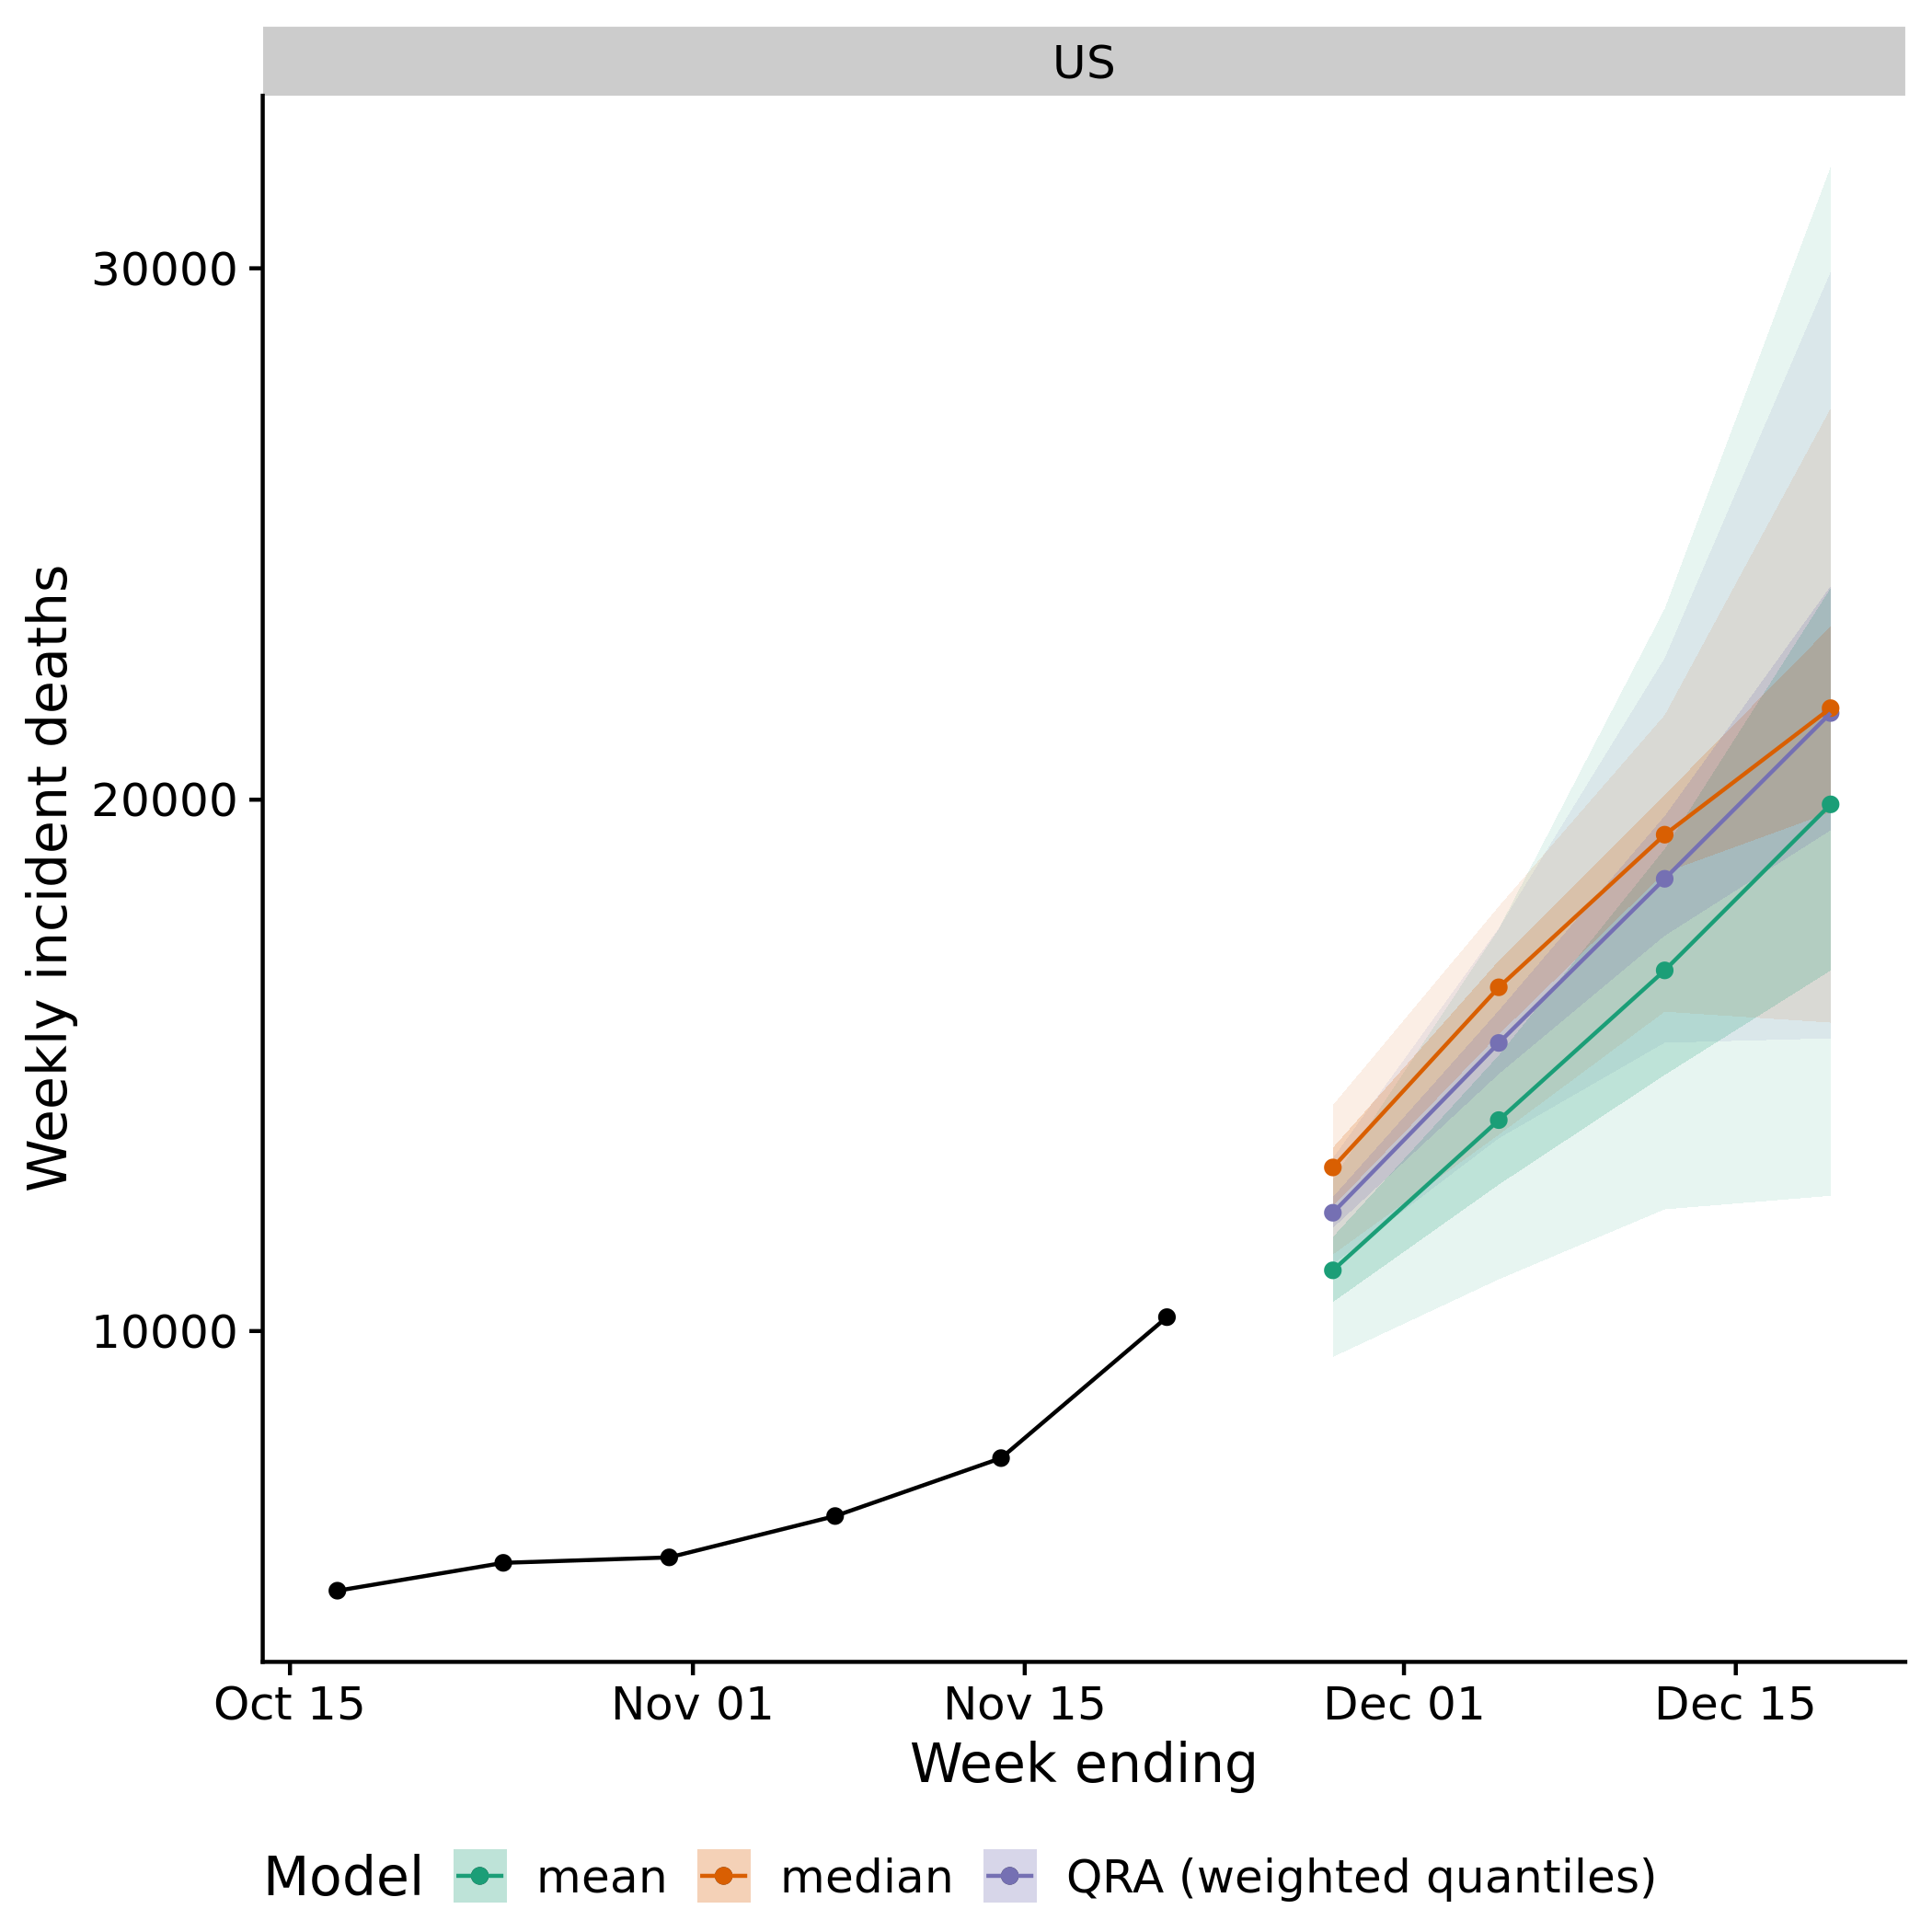 US
Weekly incident deaths
30000
20000
10000
Oct 15 Nov 01 Nov 15 Dec 01 Dec 15
Week ending
Model mean median QRA (weighted quantiles)